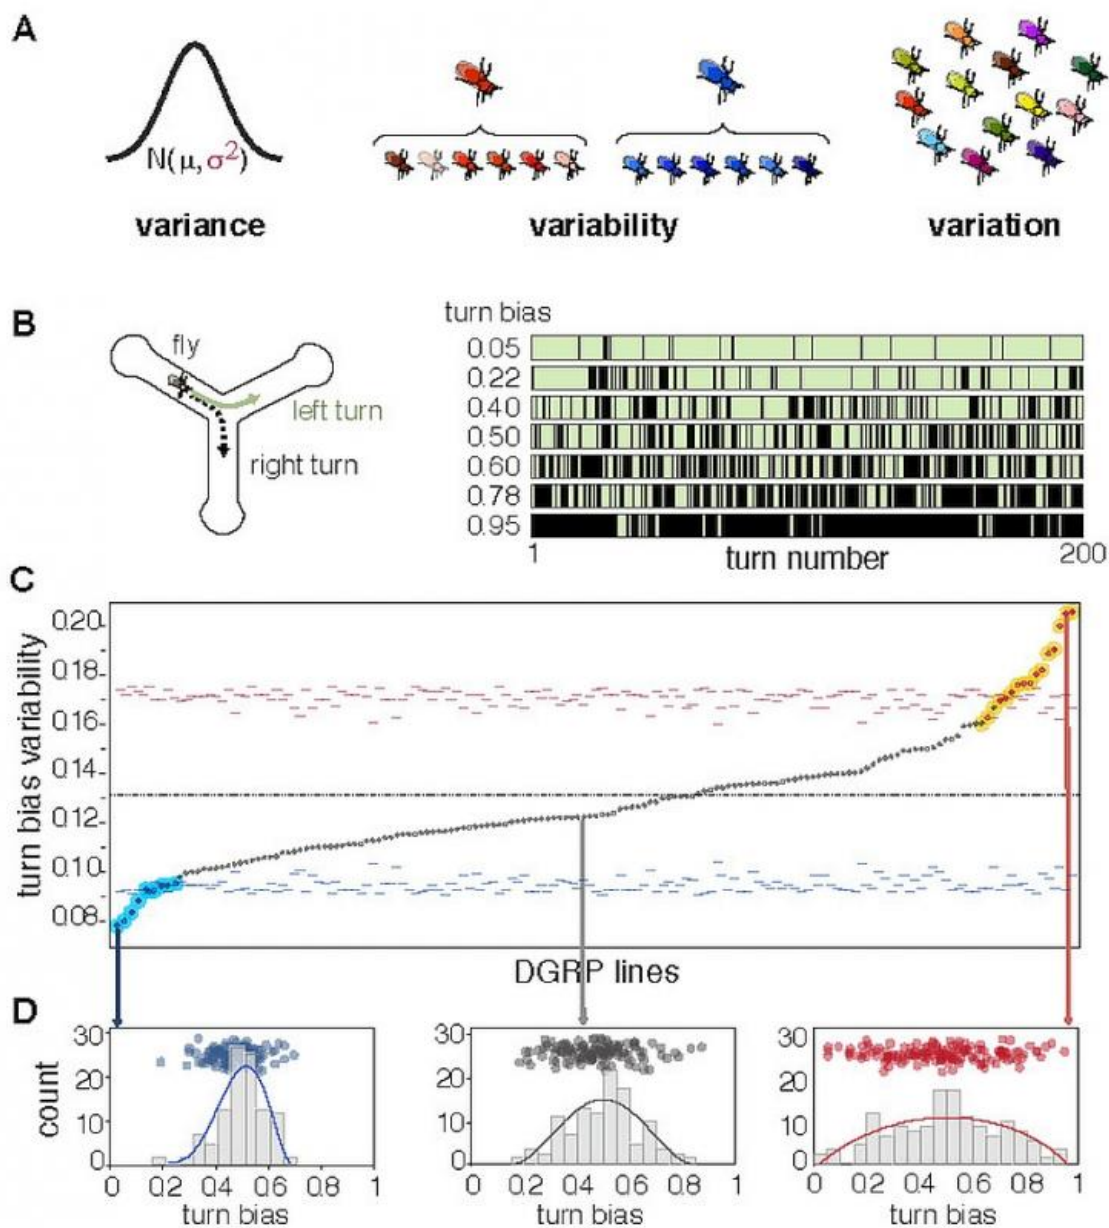 A
N(μ, σ²)
variance
variability
variation
B
fly
left turn
right turn
turn bias
0.05
0.22
0.40
0.50
0.60
0.78
0.95
1
turn number
200
C
turn bias variability
0.20
0.18
0.16
0.14
0.12
0.10
0.08
DGRP lines
D
count
30
20
10
0
0 0.2 0.4 0.6 0.8 1
turn bias
30
20
10
0
0 0.2 0.4 0.6 0.8 1
turn bias
30
20
10
0
0 0.2 0.4 0.6 0.8 1
turn bias